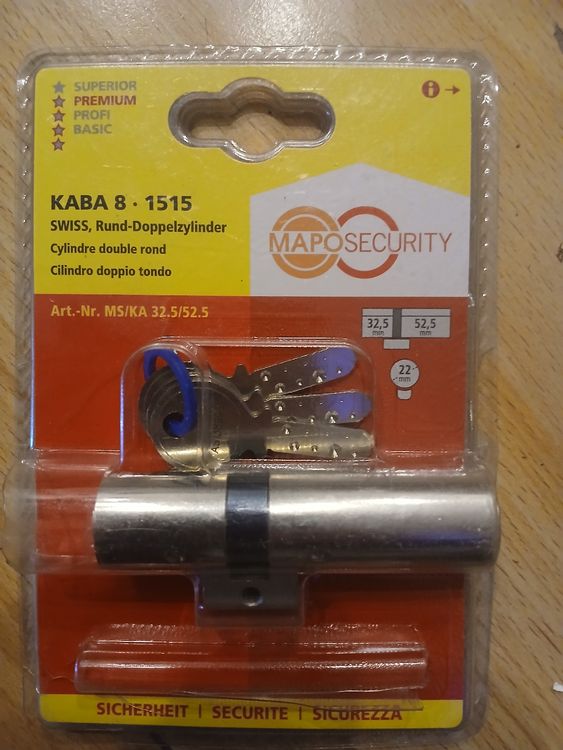 SUPERIOR
PREMIUM
PROFI
BASIC
KABA 8 · 1515
SWISS, Rund-Doppelzylinder
Cylindre double rond
Cilindro doppio tondo
MAPOSECURITY
Art.-Nr. MS/KA 32.5/52.5
32,5 mm
52,5 mm
22 mm
SICHERHEIT | SECURITE | SICUREZZA